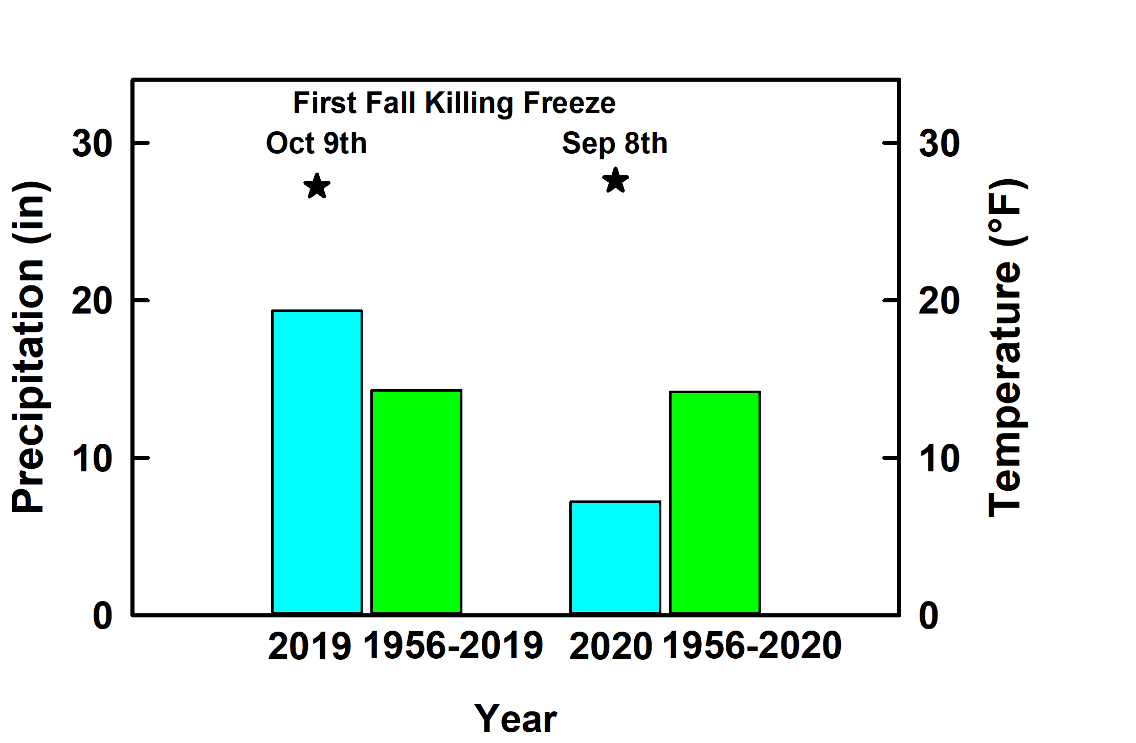 First Fall Killing Freeze
Oct 9th Sep 8th
30 30
20 20
10 10
0 0
Precipitation (in)
Temperature (°F)
2019 1956-2019 2020 1956-2020
Year